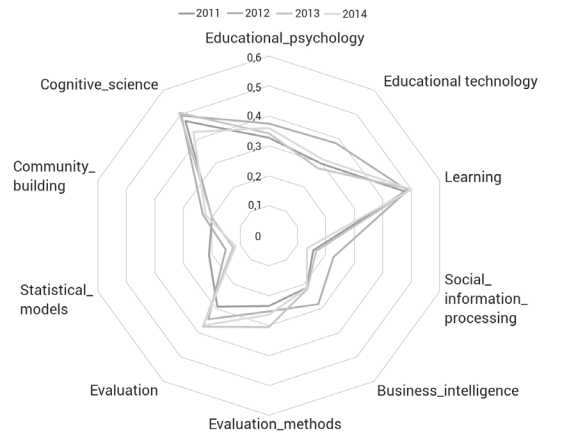 2011 2012 2013 2014
Educational_psychology
0,6
Cognitive_science
Educational technology
0,5
0,4
0,3
Community_
building
Learning
0,2
0,1
0
Statistical_
models
Social_
information_
processing
Evaluation
Business_intelligence
Evaluation_methods